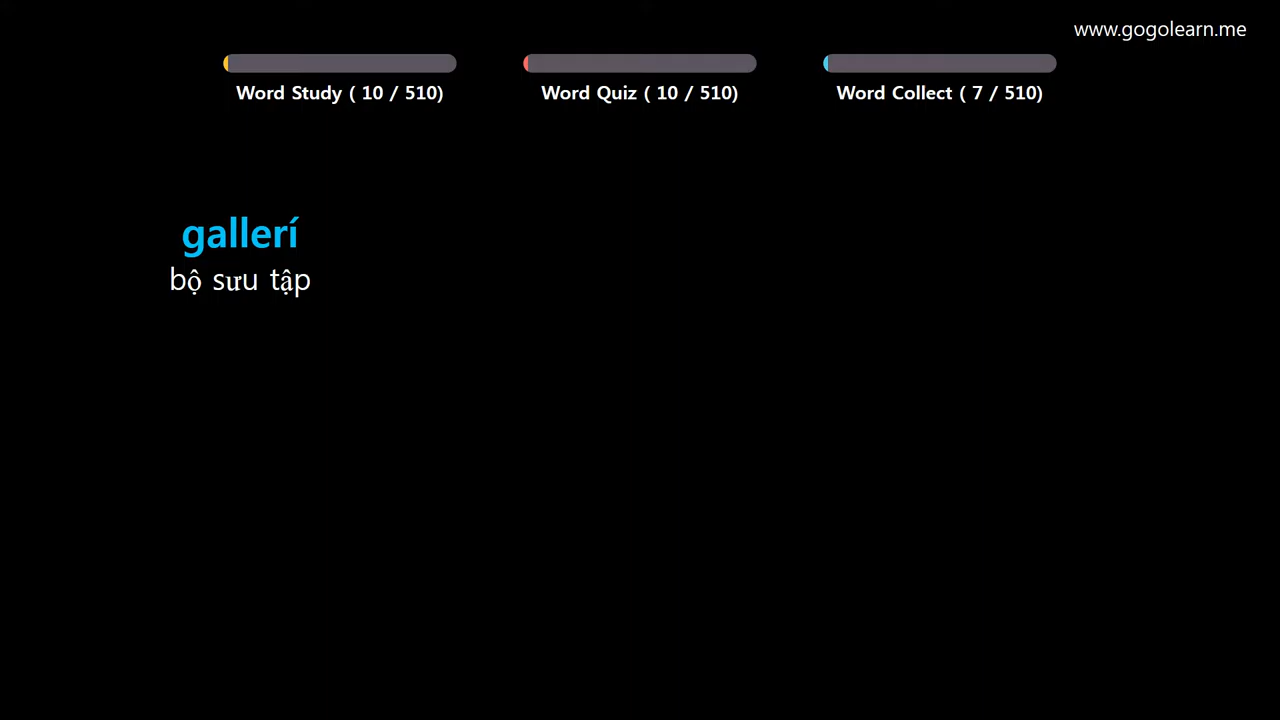 www.gogolearn.me
Word Study ( 10 / 510)
Word Quiz ( 10 / 510)
Word Collect ( 7 / 510)
gallerí
bộ sưu tập